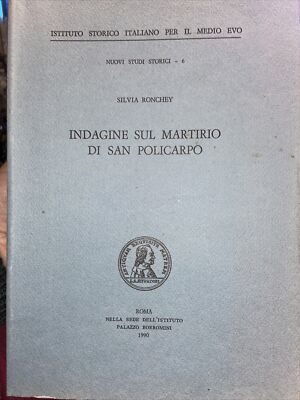 ISTITUTO STORICO ITALIANO PER IL MEDIO EVO
NUOVI STUDI STORICI - 6
SILVIA RONCHEY
INDAGINE SUL MARTIRIO
DI SAN POLICARPO
ROMA
NELLA SEDE DELL'ISTITUTO
PALAZZO BORROMINI
1990